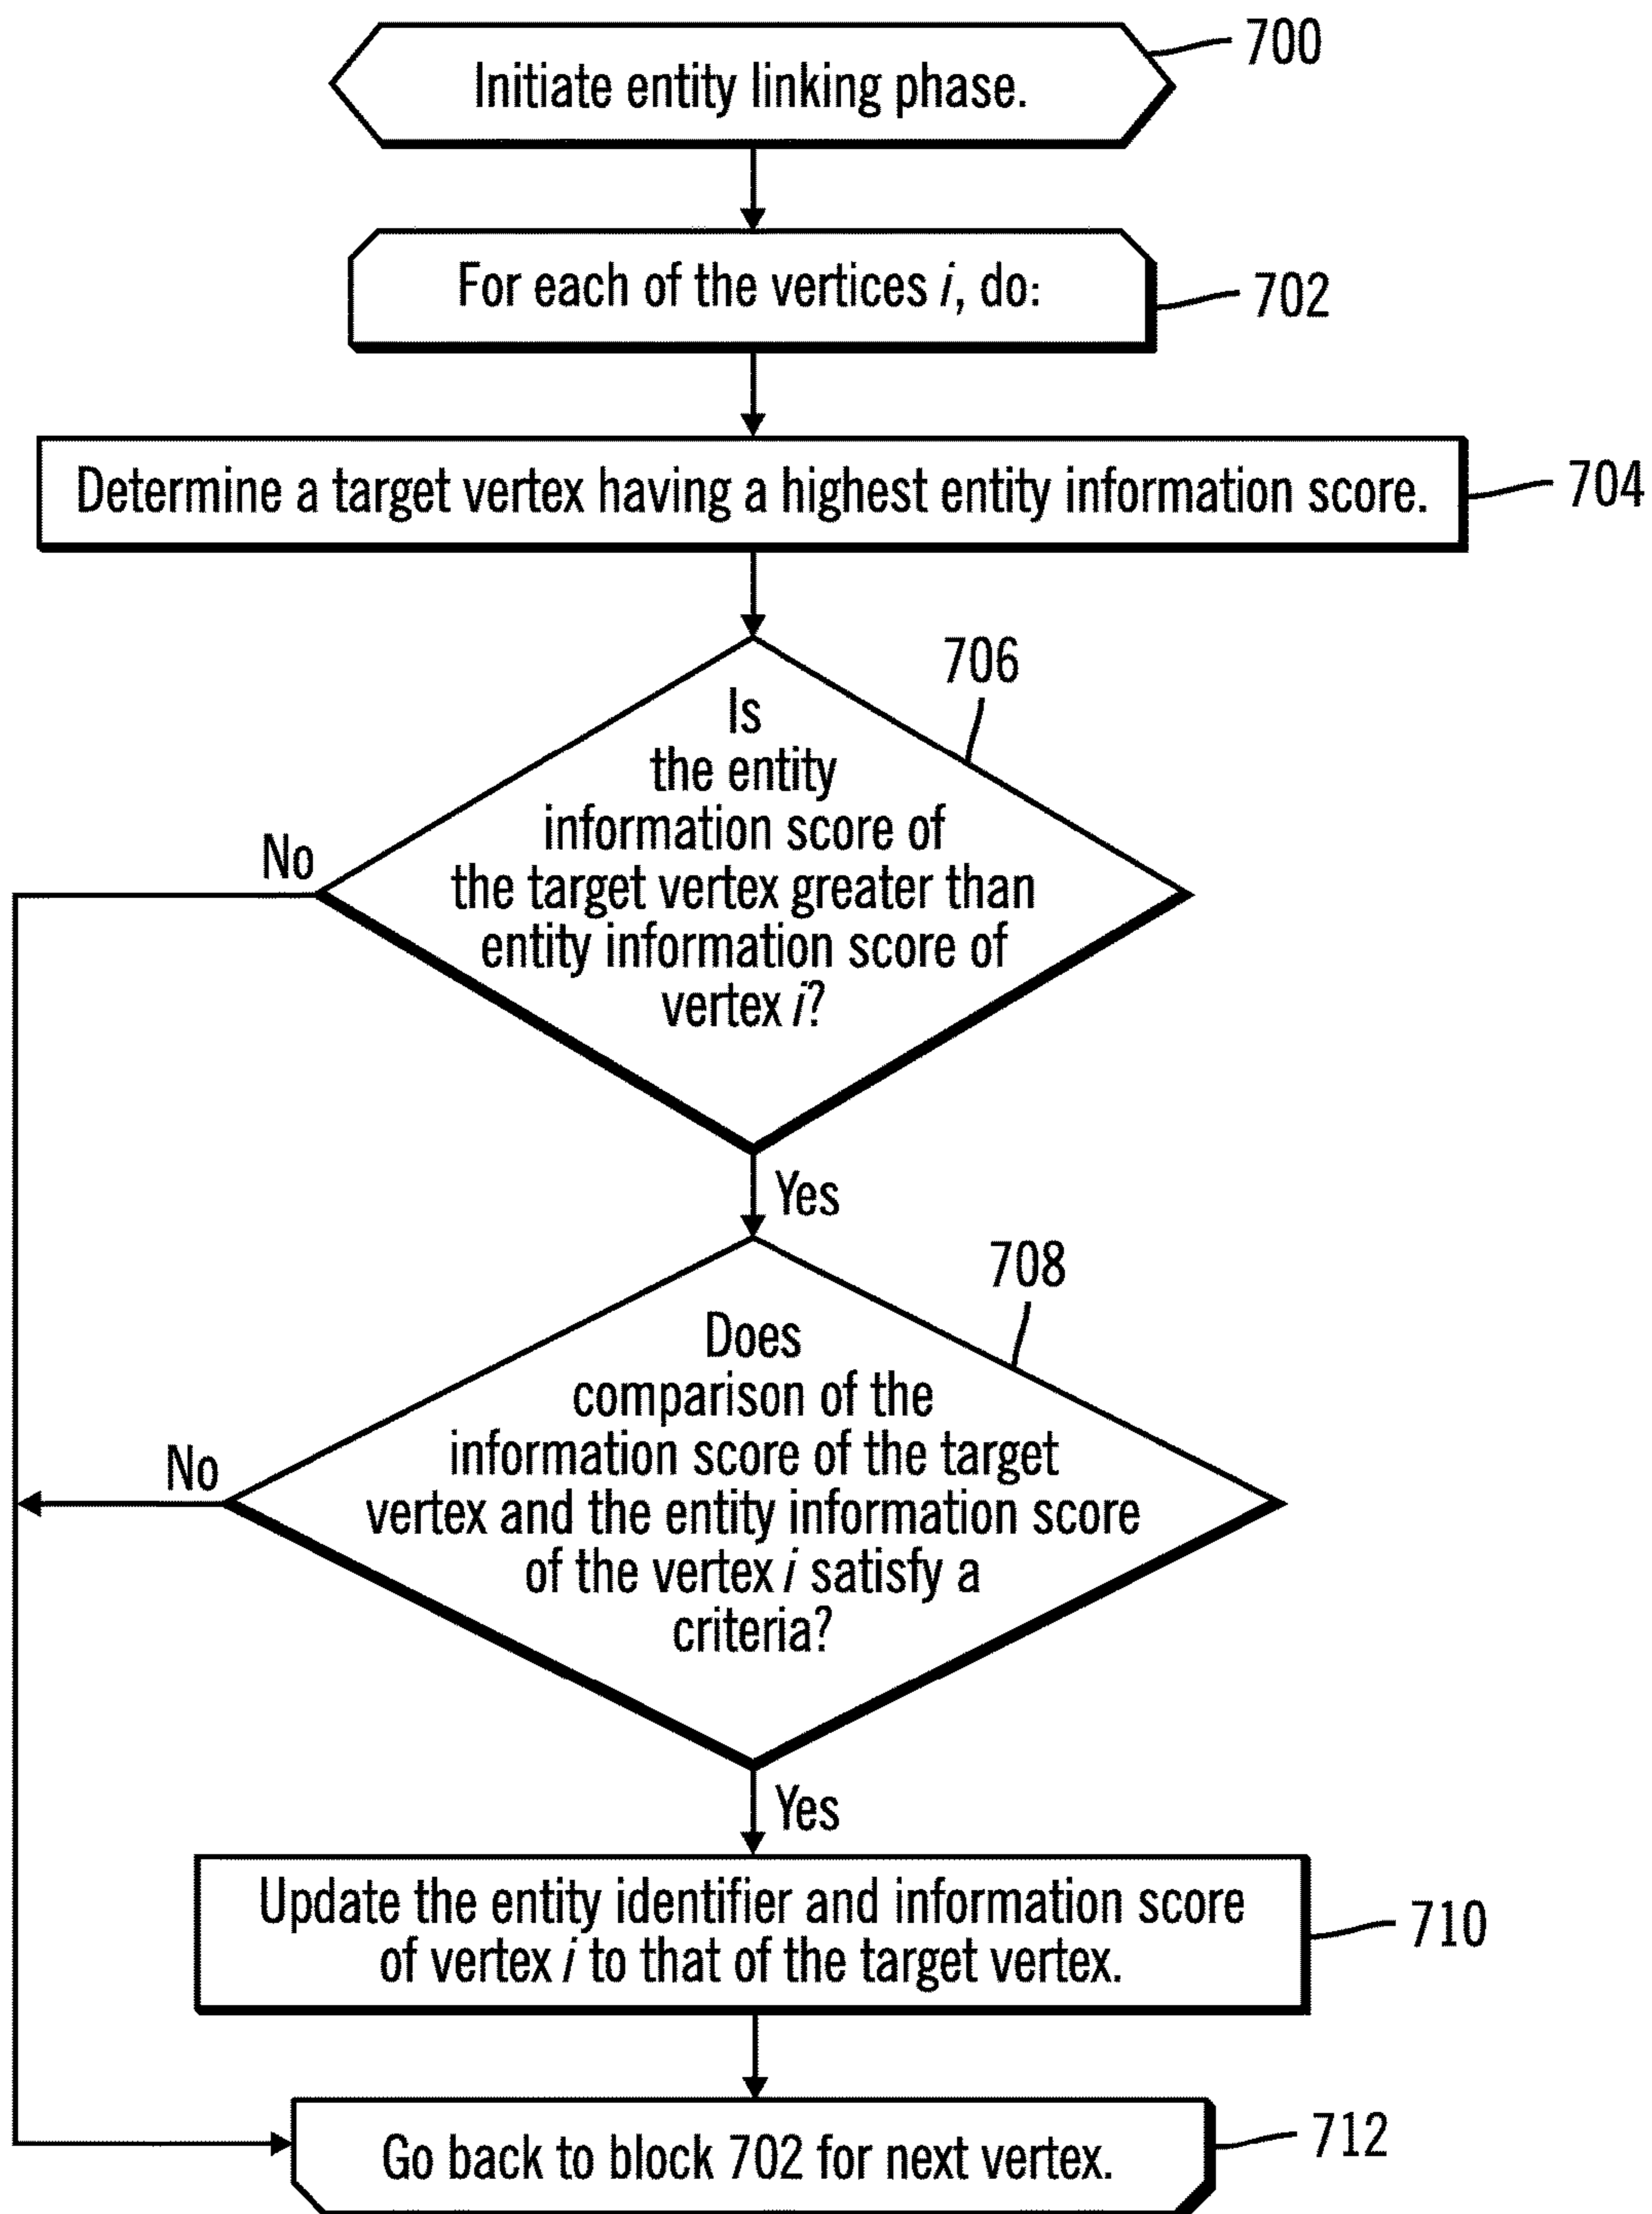 700
Initiate entity linking phase.
For each of the vertices i, do:
702
Determine a target vertex having a highest entity information score.
704
706
Is
the entity
information score of
the target vertex greater than
entity information score of
vertex i?
No
Yes
708
Does
comparison of the
information score of the target
vertex and the entity information score
of the vertex i satisfy a
criteria?
No
Yes
Update the entity identifier and information score
of vertex i to that of the target vertex.
710
Go back to block 702 for next vertex.
712